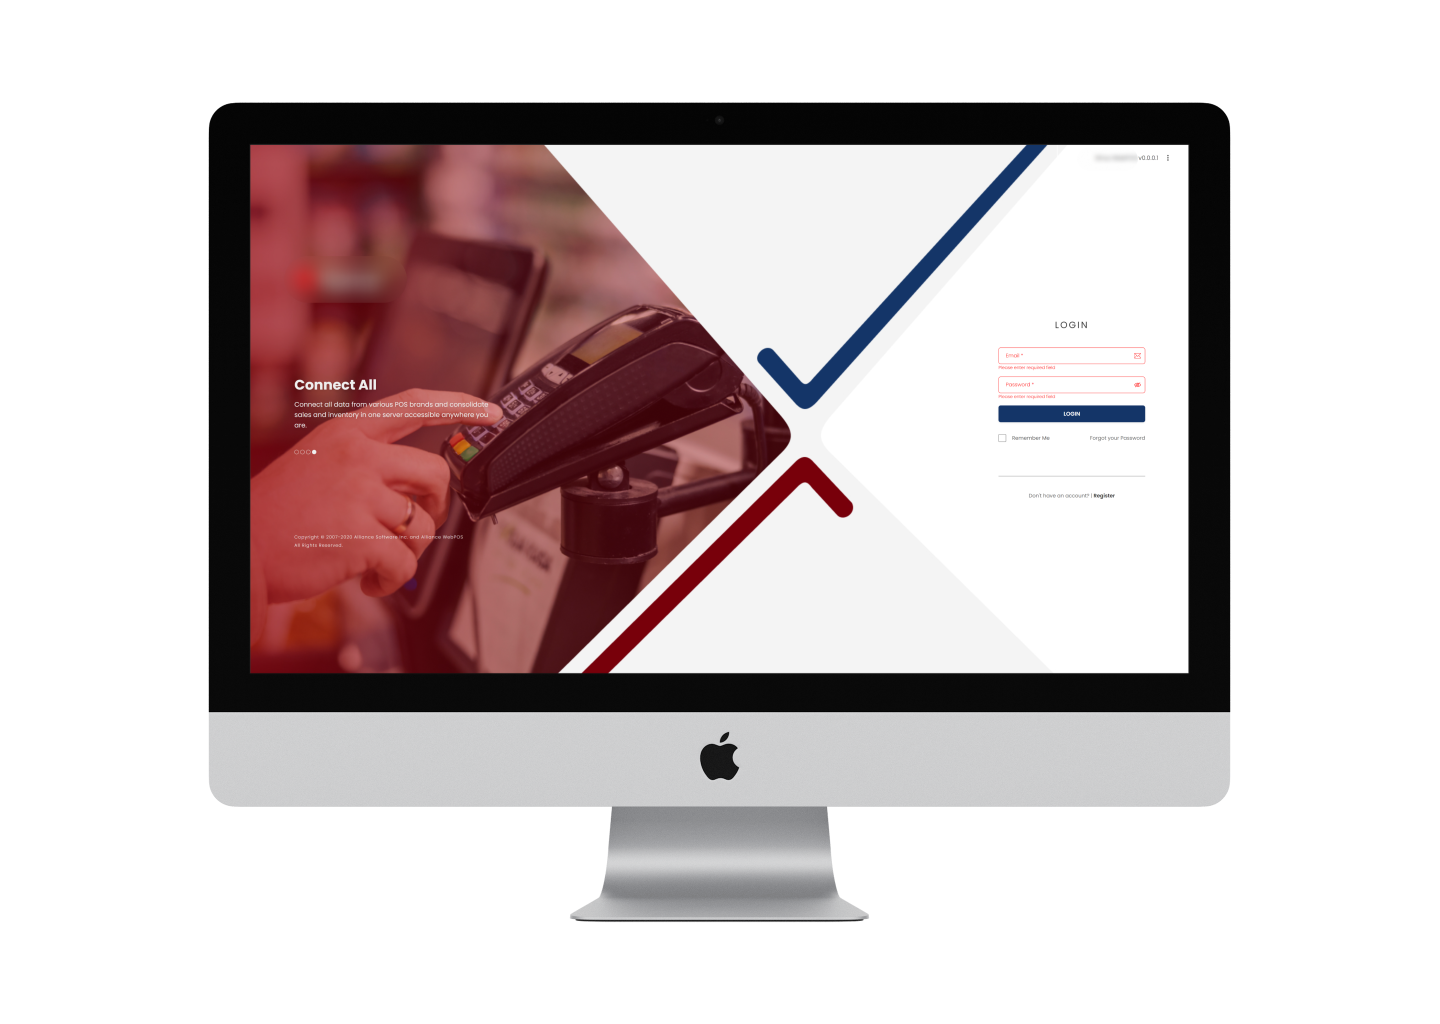 v0.0.0.1
Connect All
Connect all data from various POS brands and consolidate
sales and inventory in one server accessible anywhere you
are.
Copyright © 2007-2020 Alliance Software Inc. and Alliance WebPOS
All Rights Reserved.
LOGIN
Email *
Please enter required field
Password *
Please enter required field
LOGIN
Remember Me
Forgot your Password
Don't have an account? | Register